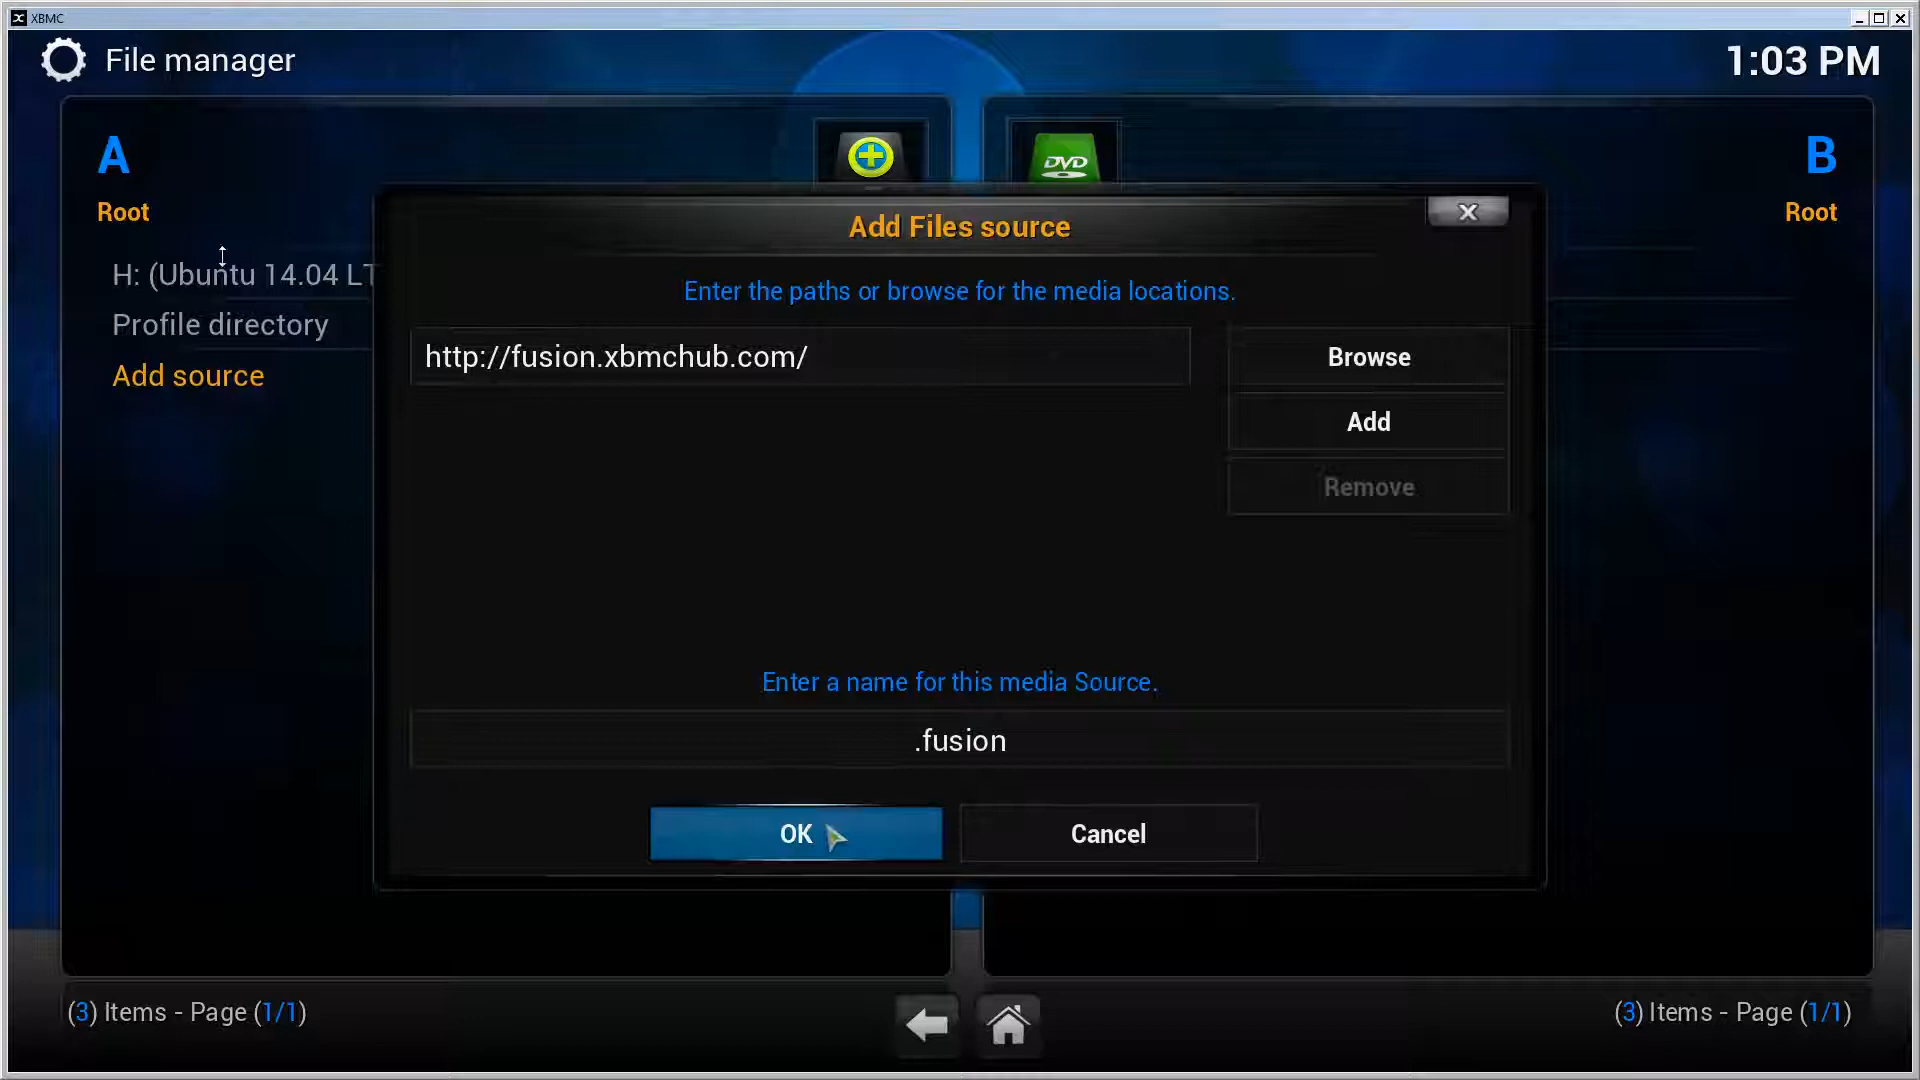 XBMC
File manager
1:03 PM
A
DVD
B
Root
Root
Add Files source
H: (Ubuntu 14.04 LT
Profile directory
Add source
Enter the paths or browse for the media locations.
http://fusion.xbmchub.com/
Browse
Add
Remove
Enter a name for this media Source.
.fusion
OK
Cancel
(3) Items - Page (1/1)
(3) Items - Page (1/1)